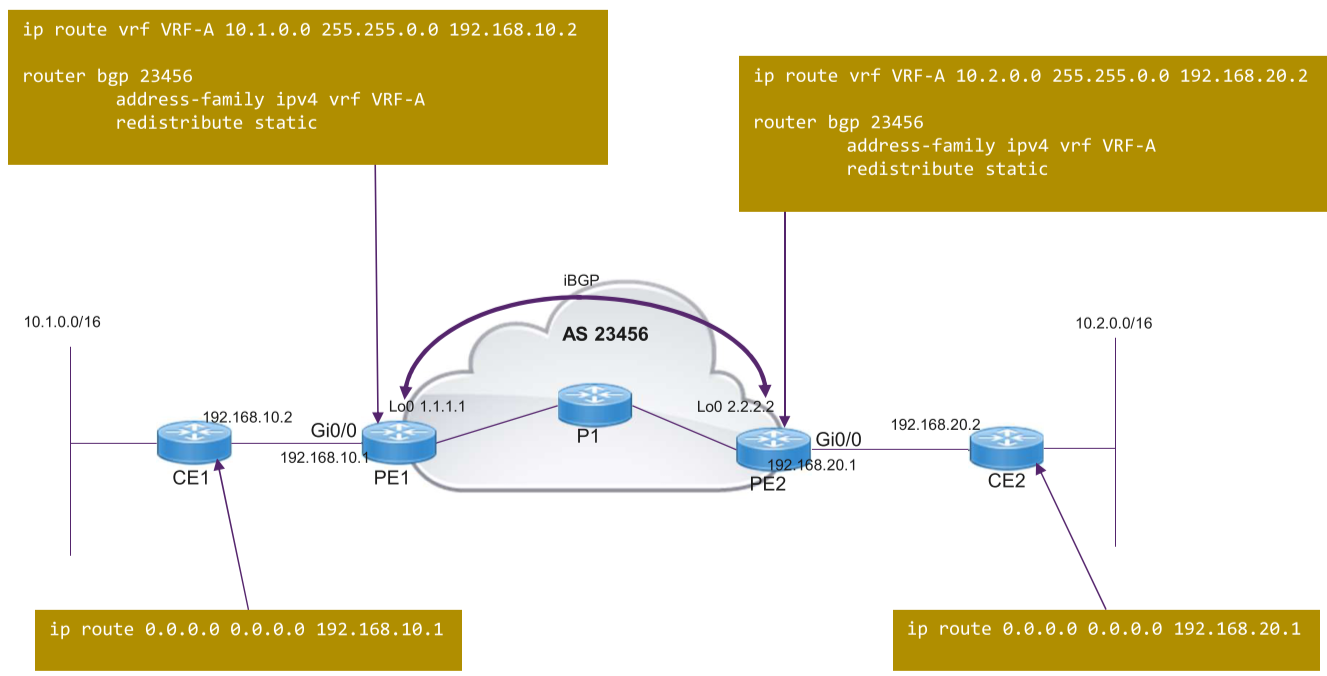 ip route vrf VRF-A 10.1.0.0 255.255.0.0 192.168.10.2
router bgp 23456
address-family ipv4 vrf VRF-A
redistribute static
ip route vrf VRF-A 10.2.0.0 255.255.0.0 192.168.20.2
router bgp 23456
address-family ipv4 vrf VRF-A
redistribute static
iBGP
10.1.0.0/16
AS 23456
10.2.0.0/16
192.168.10.2
Lo0 1.1.1.1
Lo0 2.2.2.2
192.168.20.2
Gi0/0
P1
Gi0/0
192.168.10.1
192.168.20.1
CE1
PE1
PE2
CE2
ip route 0.0.0.0 0.0.0.0 192.168.10.1
ip route 0.0.0.0 0.0.0.0 192.168.20.1